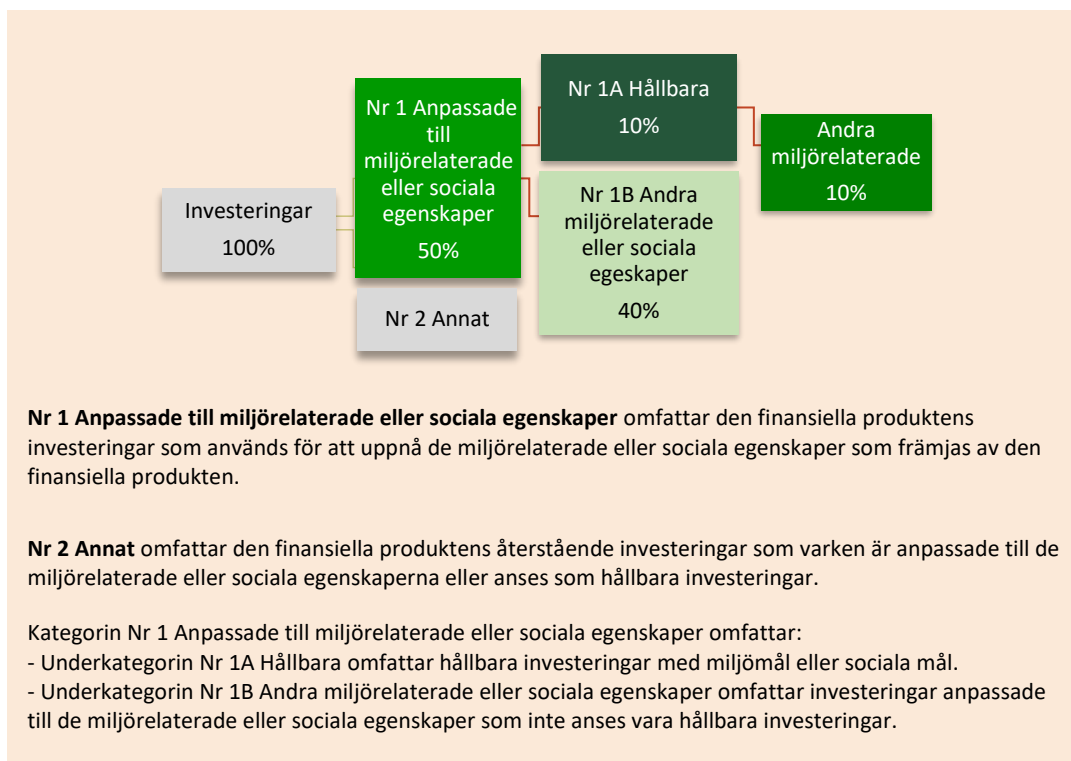 Investeringar
100%
Nr 1 Anpassade
till
miljörelaterade
eller sociala
egenskaper
50%
Nr 2 Annat
Nr 1A Hållbara
10%
Nr 1B Andra
miljörelaterade
eller sociala
egeskaper
40%
Andra
miljörelaterade
10%
Nr 1 Anpassade till miljörelaterade eller sociala egenskaper omfattar den finansiella produktens
investeringar som används för att uppnå de miljörelaterade eller sociala egenskaper som främjas av den
finansiella produkten.
Nr 2 Annat omfattar den finansiella produktens återstående investeringar som varken är anpassade till de
miljörelaterade eller sociala egenskaperna eller anses som hållbara investeringar.
Kategorin Nr 1 Anpassade till miljörelaterade eller sociala egenskaper omfattar:
- Underkategorin Nr 1A Hållbara omfattar hållbara investeringar med miljömål eller sociala mål.
- Underkategorin Nr 1B Andra miljörelaterade eller sociala egenskaper omfattar investeringar anpassade
till de miljörelaterade eller sociala egenskaper som inte anses vara hållbara investeringar.